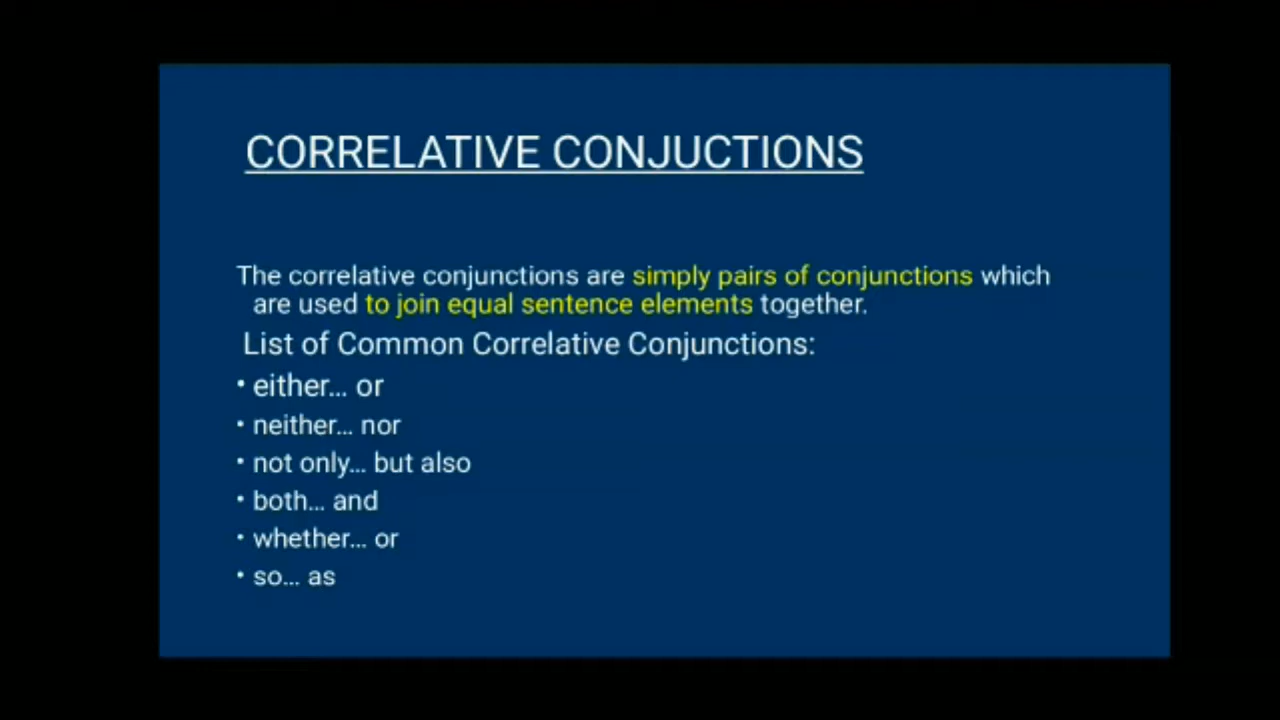 CORRELATIVE CONJUCTIONS
The correlative conjunctions are simply pairs of conjunctions which
are used to join equal sentence elements together.
List of Common Correlative Conjunctions:
• either... or
• neither... nor
• not only... but also
• both... and
• whether... or
• so... as